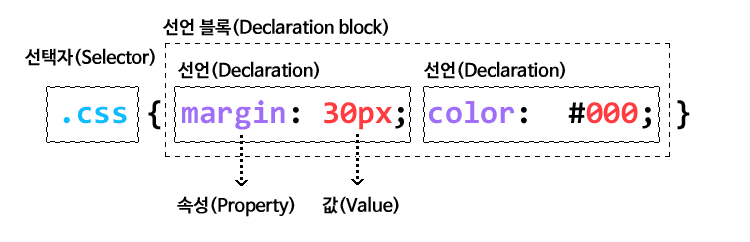 선언 블록(Declaration block)
선택자(Selector)
선언(Declaration) 선언(Declaration)
.css { margin: 30px; color: #000; }
속성(Property) 값(Value)